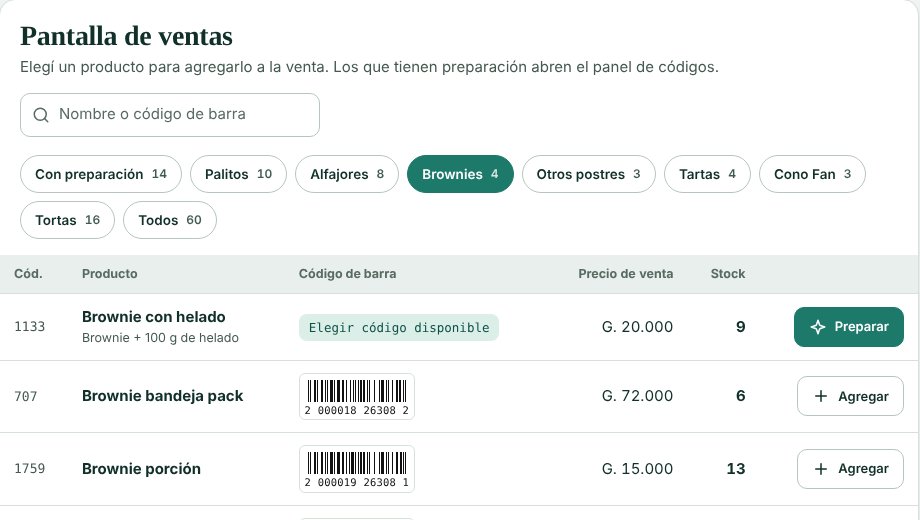 Pantalla de ventas
Elegí un producto para agregarlo a la venta. Los que tienen preparación abren el panel de códigos.
Nombre o código de barra
Con preparación 14 Palitos 10 Alfajores 8 Brownies 4 Otros postres 3 Tartas 4 Cono Fan 3
Tortas 16 Todos 60
Cód. Producto Código de barra Precio de venta Stock
1133 Brownie con helado Elegir código disponible G. 20.000 9 Preparar
Brownie + 100 g de helado
707 Brownie bandeja pack G. 72.000 6 Agregar
2 000018 26308 2
1759 Brownie porción G. 15.000 13 Agregar
2 000019 26308 1